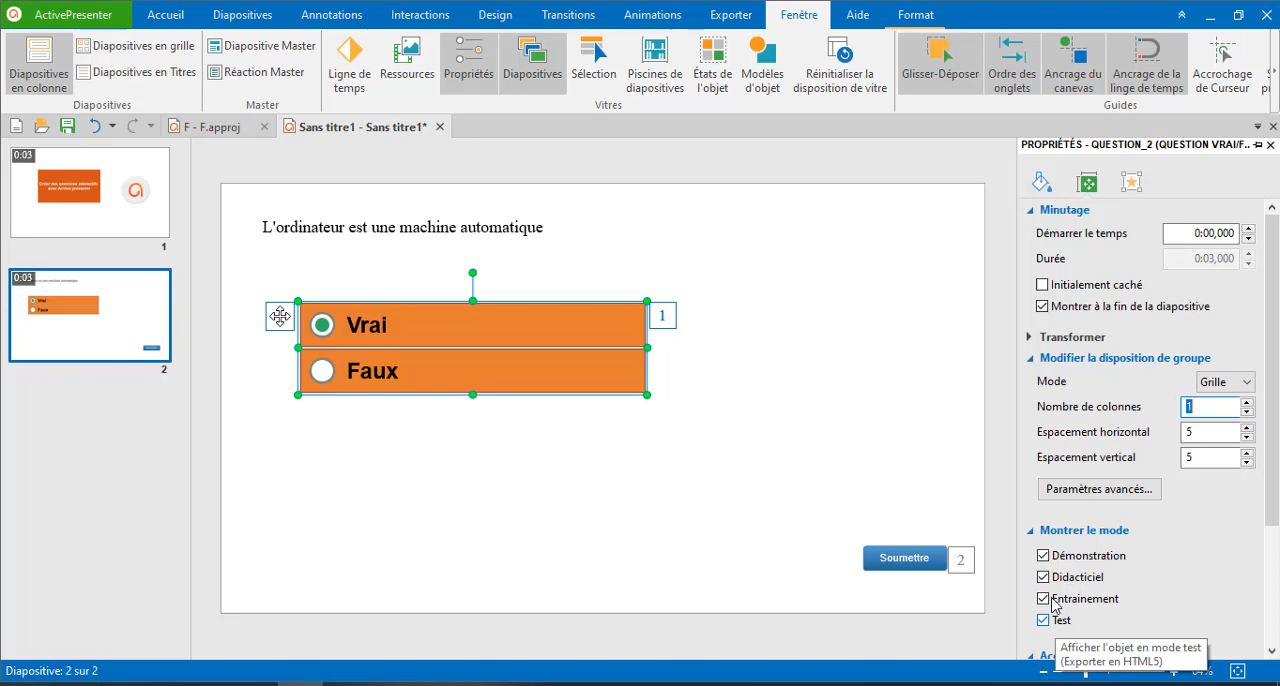 ActivePresenter Accueil Diapositives Annotations Interactions Design Transitions Animations Exporter Fenêtre Aide Format
Diapositives en colonne
Diapositives en grille
Diapositives en Titres
Diapositives
Diapositive Master
Réaction Master
Master
Ligne de temps
Ressources
Propriétés
Diapositives
Sélection
Piscines de diapositives
États de l'objet
Modèles d'objet
Réinitialiser la disposition de vitre
Vitres
Glisser-Déposer
Ordre des onglets
Ancrage du canevas
Ancrage de la linge de temps
Accrochage de Curseur
Guides
F - F.approj
Sans titre1 - Sans titre1*
0:03
1
0:03
Vrai
Faux
2
L'ordinateur est une machine automatique
1
Vrai
Faux
Soumettre 2
PROPRIÉTÉS - QUESTION_2 (QUESTION VRAI/F..
Minutage
Démarrer le temps 0:00,000
Durée 0:03,000
Initialement caché
Montrer à la fin de la diapositive
Transformer
Modifier la disposition de groupe
Mode Grille
Nombre de colonnes 1
Espacement horizontal 5
Espacement vertical 5
Paramètres avancés...
Montrer le mode
Démonstration
Didacticiel
Entrainement
Test
Afficher l'objet en mode test
(Exporter en HTML5)
Diapositive: 2 sur 2